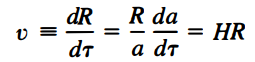 v ≡ dR/dτ = R/a da/dτ = HR